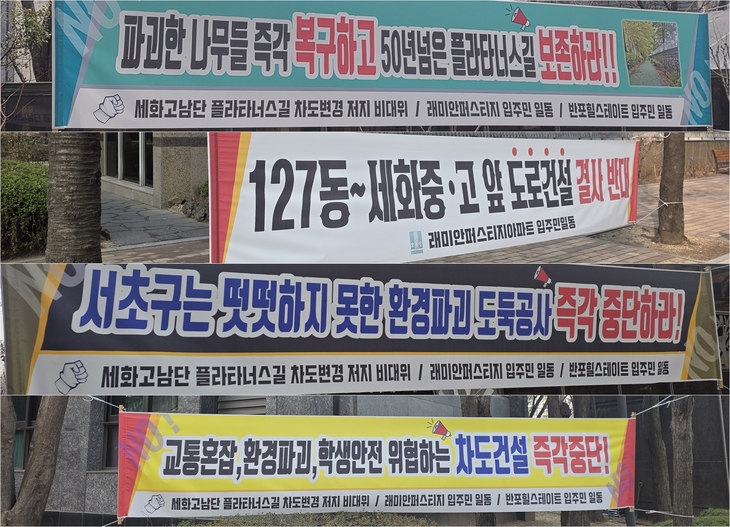 파괴한 나무들 즉각 복구하고 50년넘은 플라타너스길 보존하라!!
NO!
세화고남단 플라타너스길 차도변경 저지 비대위 / 래미안퍼스티지 입주민 일동 / 반포힐스테이트 입주민 일동
127동~세화중·고 앞 도로건설 결사 반대
래미안퍼스티지아파트 입주민일동
NO!
서초구는 떳떳하지 못한 환경파괴 도둑공사 즉각 중단하라!
NO!
세화고남단 플라타너스길 차도변경 저지 비대위 / 래미안퍼스티지 입주민 일동 / 반포힐스테이트 입주민 일동
NO!
교통혼잡,환경파괴,학생안전 위협하는 차도건설 즉각중단!
NO!
세화고남단 플라타너스길 차도변경 저지 비대위 / 래미안퍼스티지 입주민 일동 / 반포힐스테이트 입주민 일동